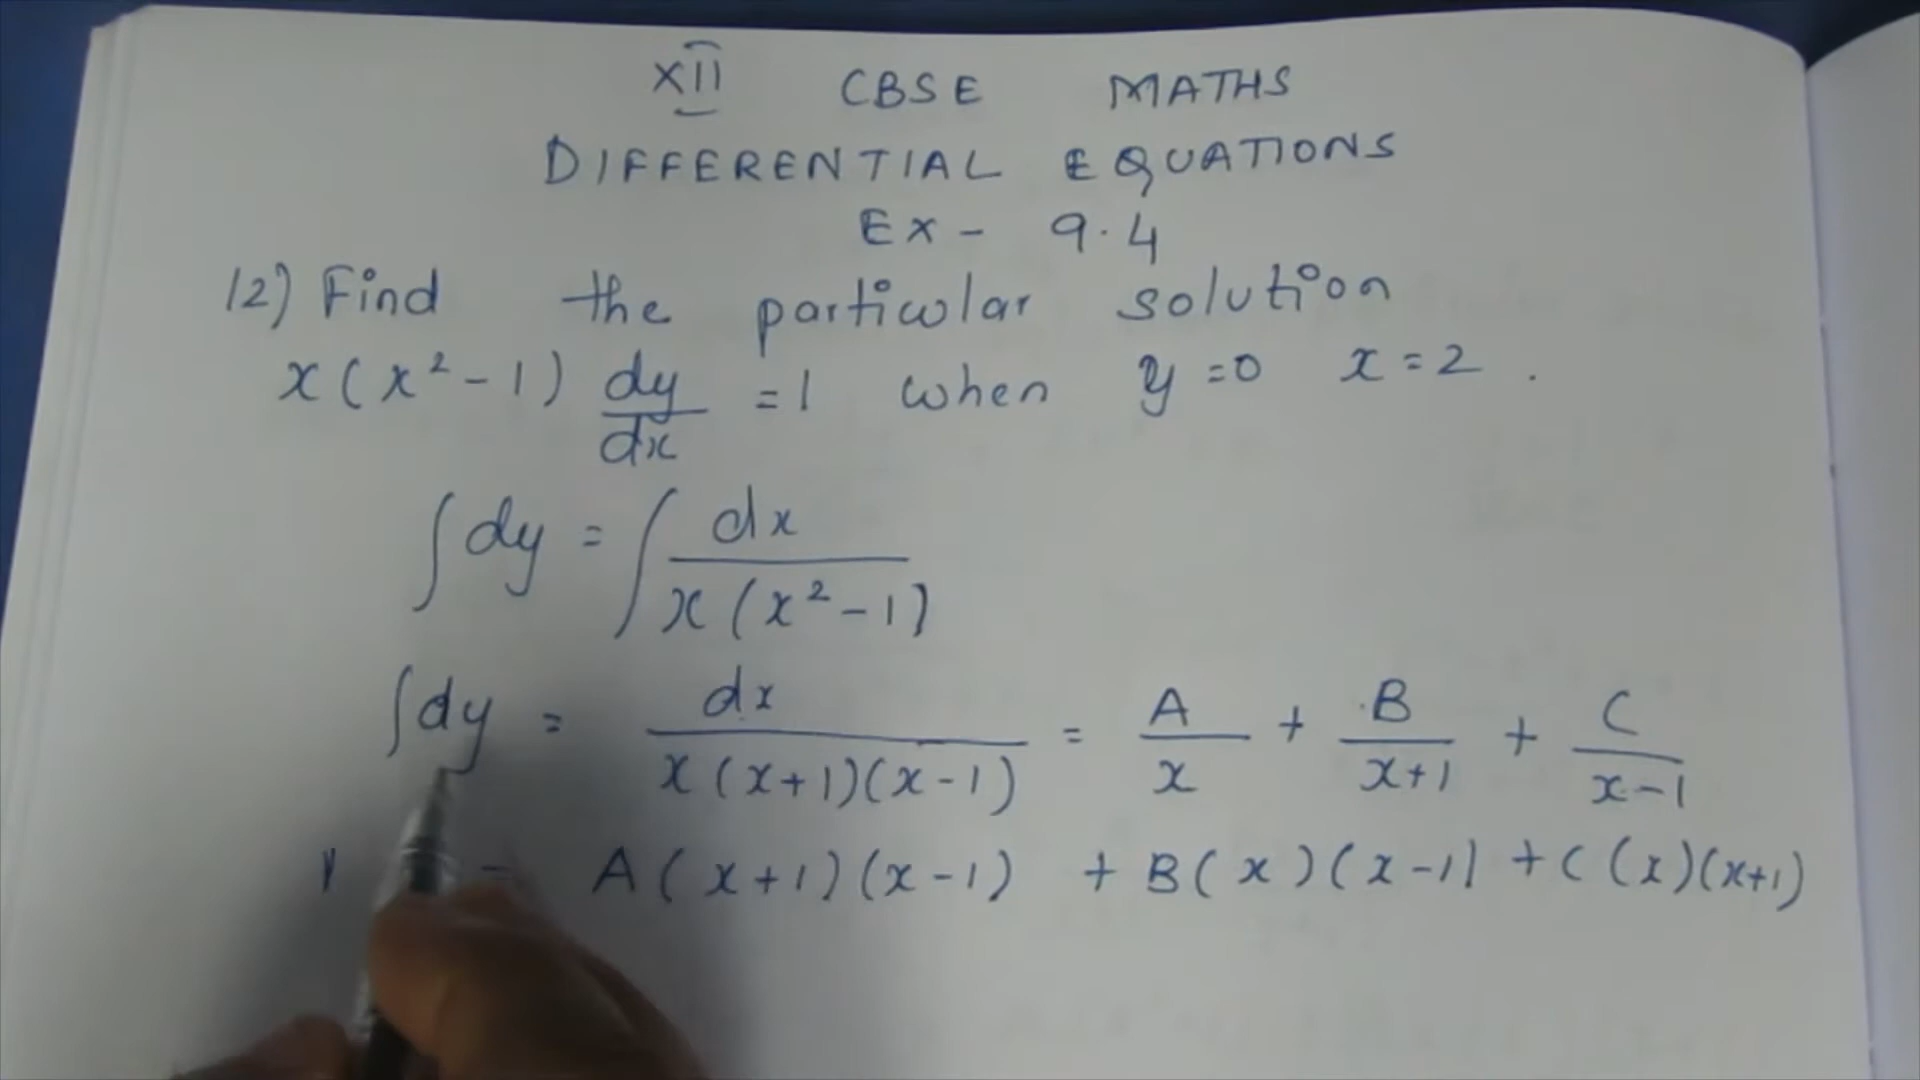 XII CBSE MATHS
DIFFERENTIAL EQUATIONS
Ex - 9.4
12) Find the particular solution
x(x² - 1) dy/dx = 1 when y = 0 x = 2 .
∫dy = ∫ dx / x(x² - 1)
∫dy = dx / x(x+1)(x-1) = A/x + B/x+1 + C/x-1
1 = A(x+1)(x-1) + B(x)(x-1) + C(x)(x+1)